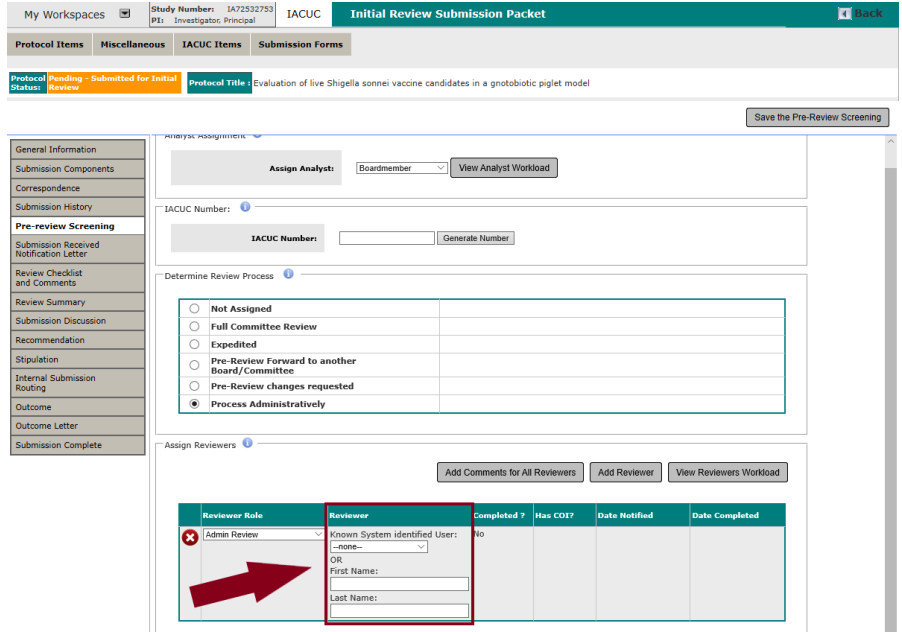 My Workspaces
Study Number: IA72532753
PI: Investigator, Principal
IACUC
Initial Review Submission Packet
Back
Protocol Items
Miscellaneous
IACUC Items
Submission Forms
Protocol Status:
Pending - Submitted for Initial Review
Protocol Title :
Evaluation of live Shigella sonnei vaccine candidates in a gnotobiotic piglet model
Save the Pre-Review Screening
General Information
Submission Components
Correspondence
Submission History
Pre-review Screening
Submission Received
Notification Letter
Review Checklist
and Comments
Review Summary
Submission Discussion
Recommendation
Stipulation
Internal Submission
Routing
Outcome
Outcome Letter
Submission Complete
Analyst Assignment
Assign Analyst:
Boardmember
View Analyst Workload
IACUC Number:
IACUC Number:
Generate Number
Determine Review Process
Not Assigned
Full Committee Review
Expedited
Pre-Review Forward to another
Board/Committee
Pre-Review changes requested
Process Administratively
Assign Reviewers
Add Comments for All Reviewers
Add Reviewer
View Reviewers Workload
Reviewer Role
Reviewer
Completed ?
Has COI?
Date Notified
Date Completed
Admin Review
Known System identified User:
--none--
OR
First Name:
Last Name:
No